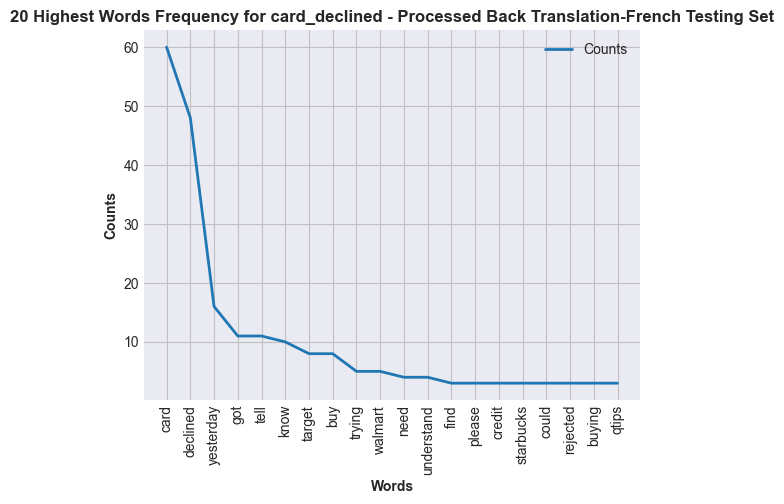 20 Highest Words Frequency for card_declined - Processed Back Translation-French Testing Set
Counts
60
50
40
30
20
10
Counts
card
declined
yesterday
got
tell
know
target
buy
trying
walmart
need
understand
find
please
credit
starbucks
could
rejected
buying
qtips
Words